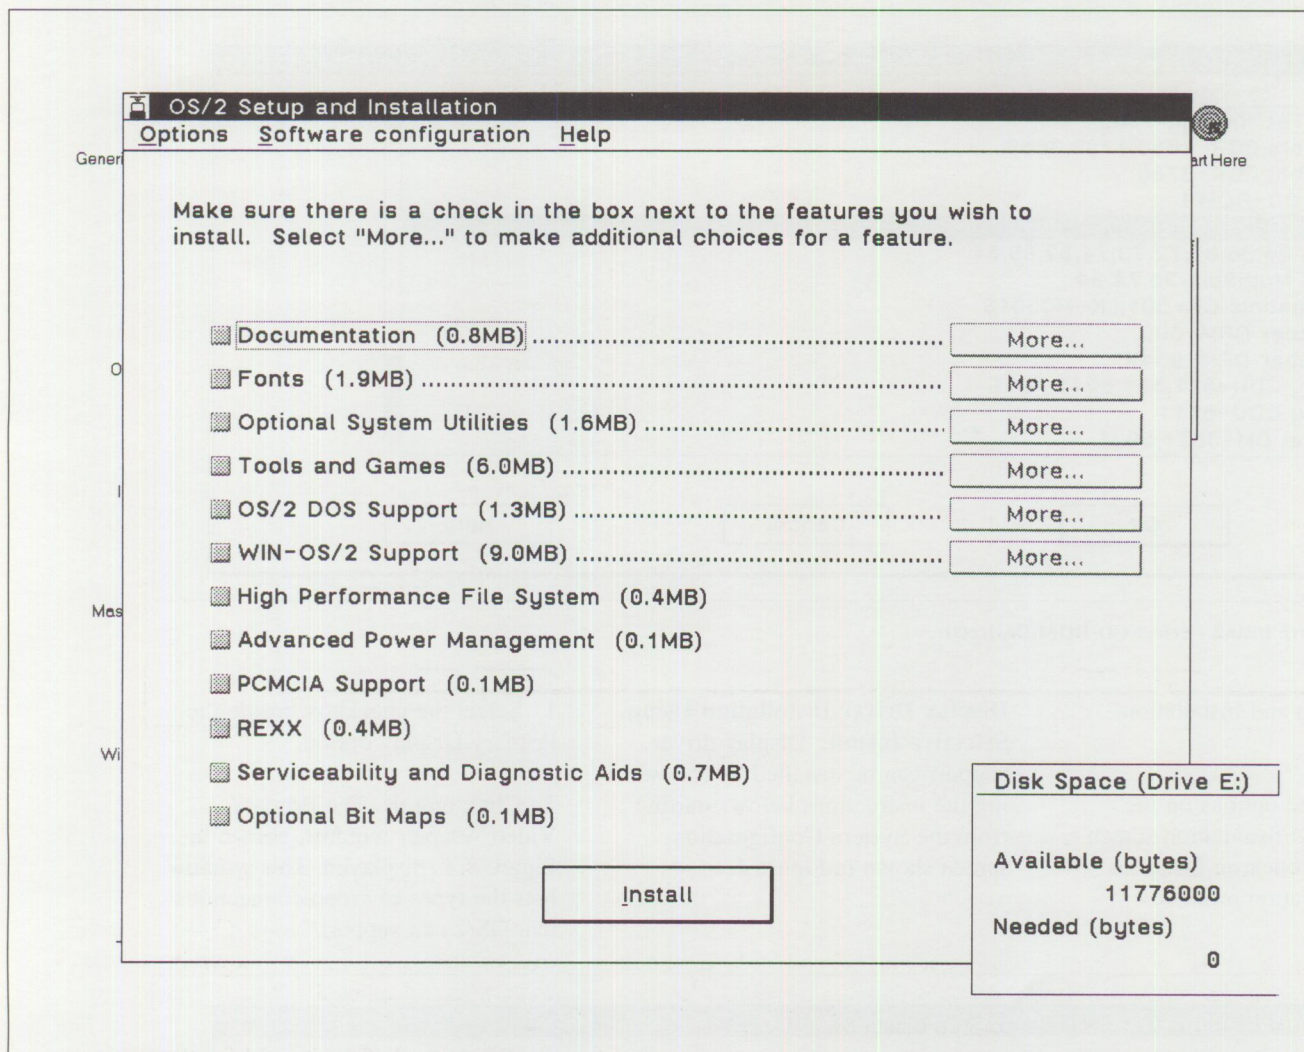 OS/2 Setup and Installation
Options Software configuration Help
Generi
art Here
Make sure there is a check in the box next to the features you wish to
install. Select "More..." to make additional choices for a feature.
Documentation (0.8MB) More...
Fonts (1.9MB) More...
O
Optional System Utilities (1.6MB) More...
Tools and Games (6.0MB) More...
I
OS/2 DOS Support (1.3MB) More...
WIN-OS/2 Support (9.0MB) More...
High Performance File System (0.4MB)
Mas
Advanced Power Management (0.1MB)
PCMCIA Support (0.1MB)
REXX (0.4MB)
Wi
Serviceability and Diagnostic Aids (0.7MB)
Optional Bit Maps (0.1MB)
Install
Disk Space (Drive E:)
Available (bytes)
11776000
Needed (bytes)
0